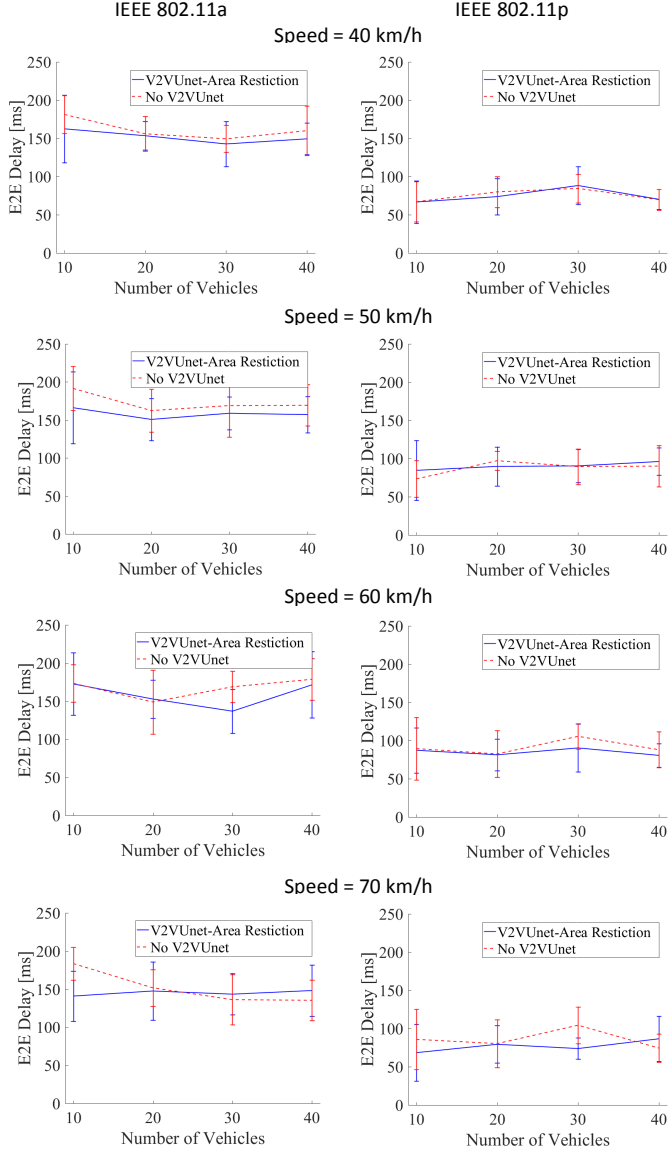 IEEE 802.11a IEEE 802.11p
Speed = 40 km/h
250
200
150
100
50
0
E2E Delay [ms]
V2VUnet-Area Restiction
No V2VUnet
10 20 30 40
Number of Vehicles
250
200
150
100
50
0
E2E Delay [ms]
V2VUnet-Area Restiction
No V2VUnet
10 20 30 40
Number of Vehicles
Speed = 50 km/h
250
200
150
100
50
0
E2E Delay [ms]
V2VUnet-Area Restiction
No V2VUnet
10 20 30 40
Number of Vehicles
250
200
150
100
50
0
E2E Delay [ms]
V2VUnet-Area Restiction
No V2VUnet
10 20 30 40
Number of Vehicles
Speed = 60 km/h
250
200
150
100
50
0
E2E Delay [ms]
V2VUnet-Area Restiction
No V2VUnet
10 20 30 40
Number of Vehicles
250
200
150
100
50
0
E2E Delay [ms]
V2VUnet-Area Restiction
No V2VUnet
10 20 30 40
Number of Vehicles
Speed = 70 km/h
250
200
150
100
50
0
E2E Delay [ms]
V2VUnet-Area Restiction
No V2VUnet
10 20 30 40
Number of Vehicles
250
200
150
100
50
0
E2E Delay [ms]
V2VUnet-Area Restiction
No V2VUnet
10 20 30 40
Number of Vehicles